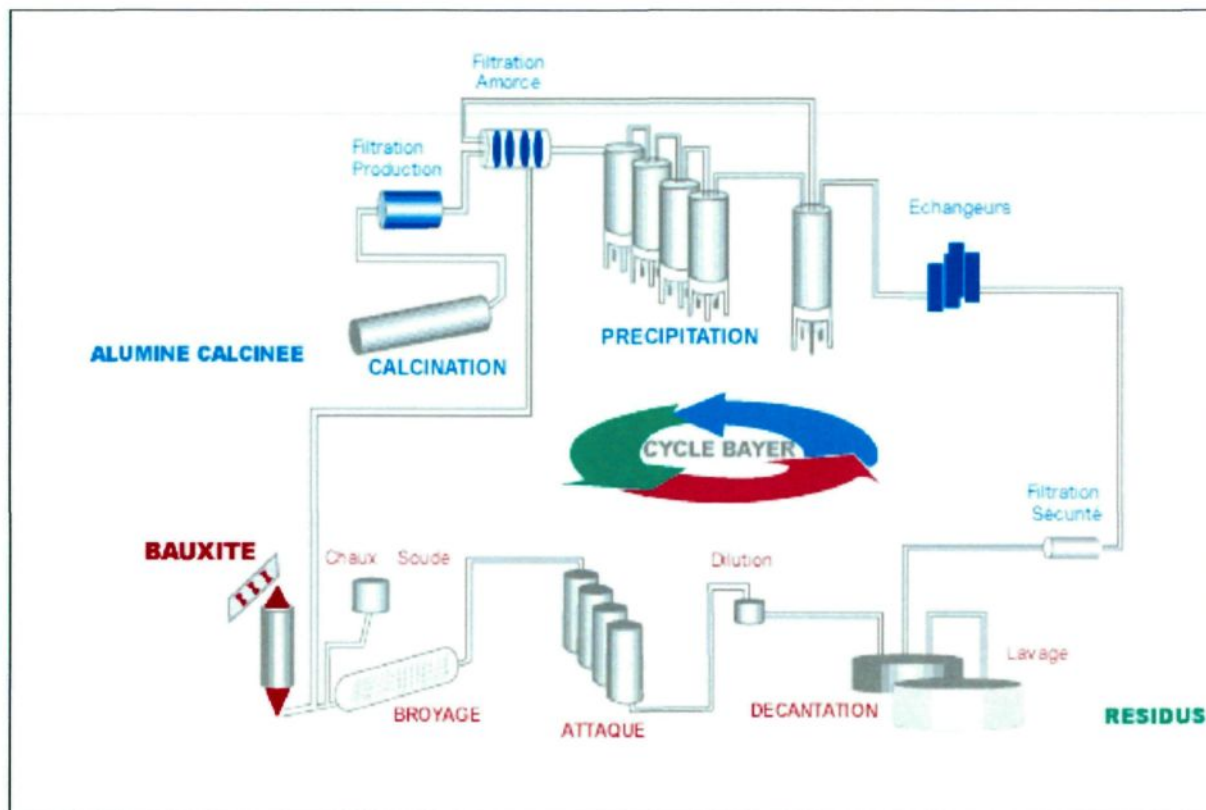 Filtration
Amorce
Filtration
Production
Echangeurs
PRECIPITATION
ALUMINE CALCINEE
CALCINATION
CYCLE BAYER
Filtration
Sécurité
BAUXITE
Chaux Soude
Dilution
Lavage
BROYAGE
ATTAQUE
DECANTATION
RESIDUS